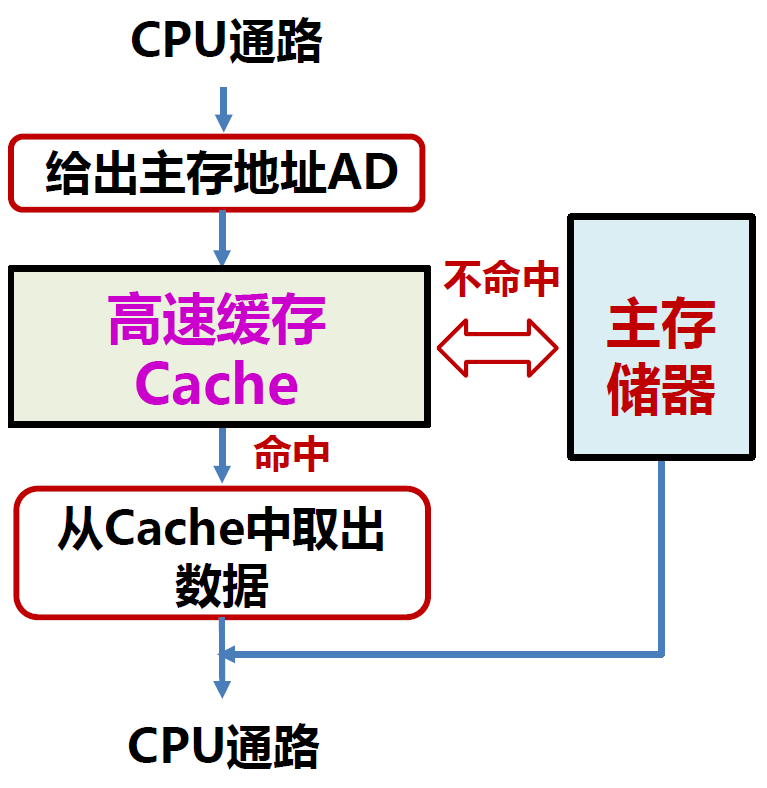 CPU通路
给出主存地址AD
高速缓存
Cache
不命中
主存
储器
命中
从Cache中取出
数据
CPU通路